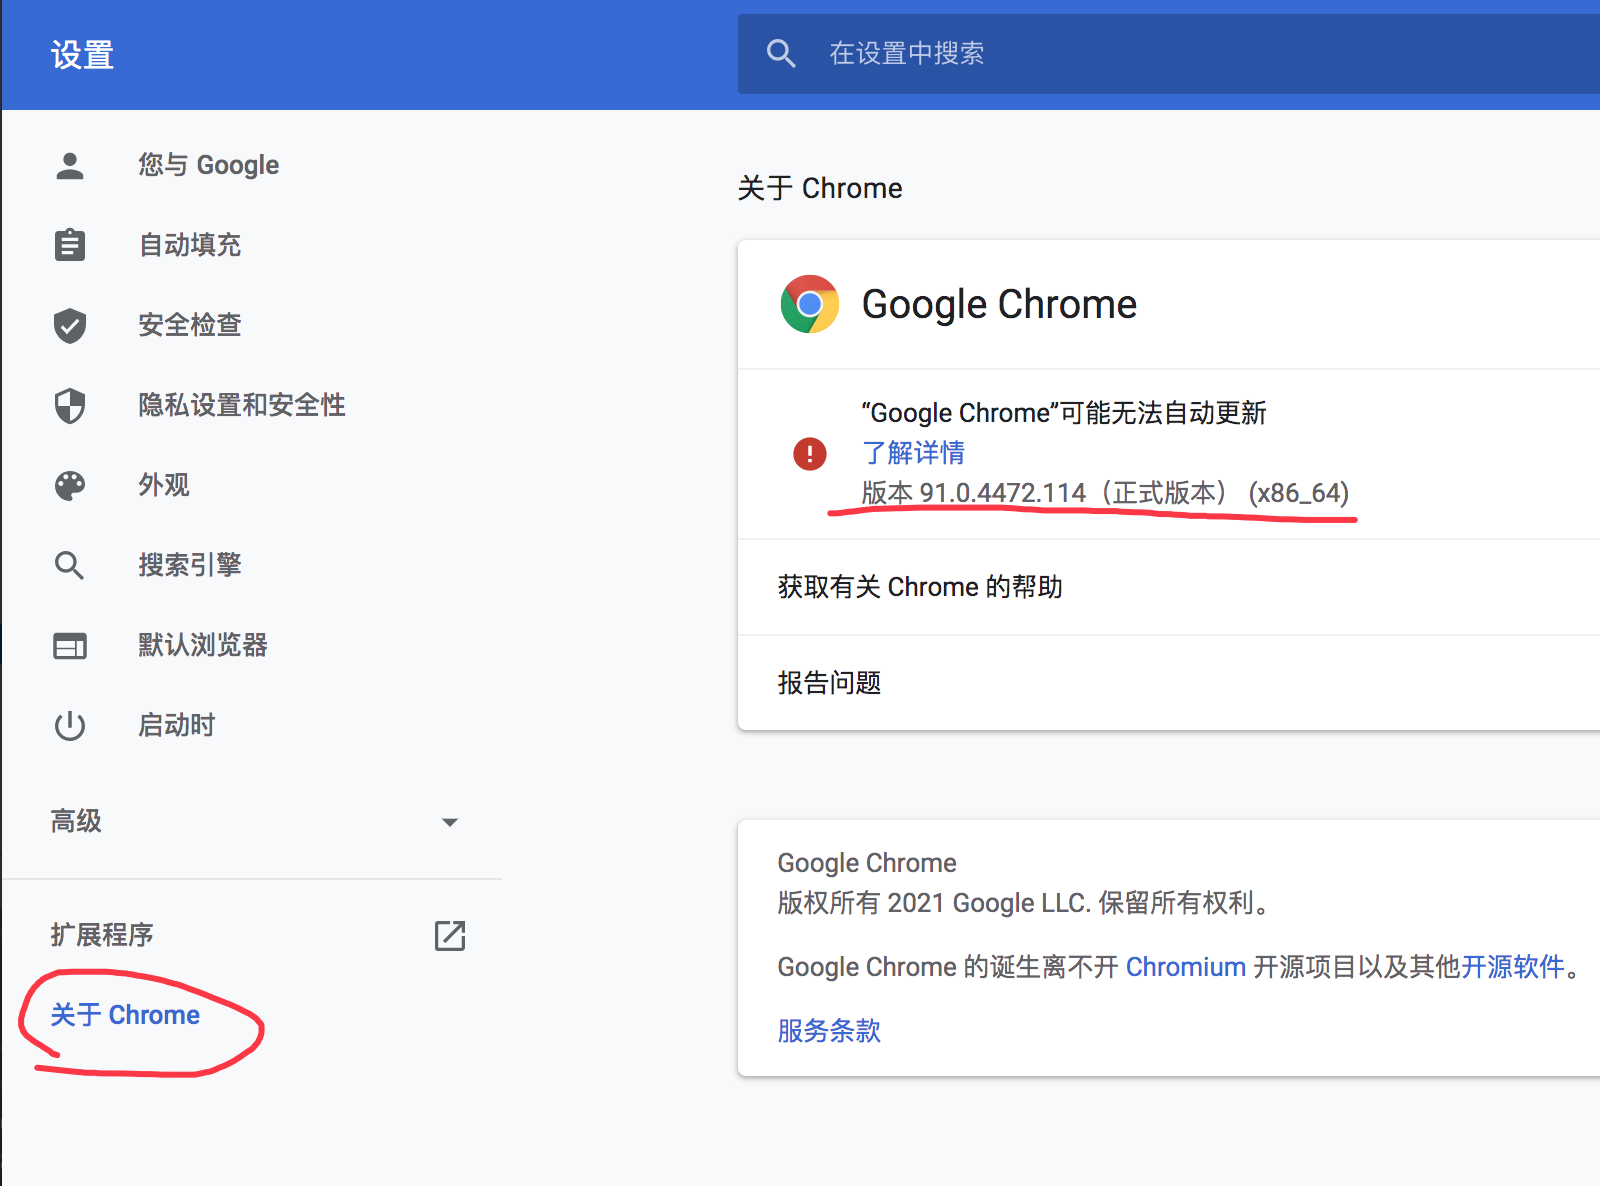 设置
在设置中搜索
您与 Google
自动填充
安全检查
隐私设置和安全性
外观
搜索引擎
默认浏览器
启动时
高级
扩展程序
关于 Chrome
关于 Chrome
Google Chrome
“Google Chrome”可能无法自动更新
了解详情
版本 91.0.4472.114（正式版本） (x86_64)
获取有关 Chrome 的帮助
报告问题
Google Chrome
版权所有 2021 Google LLC. 保留所有权利。
Google Chrome 的诞生离不开 Chromium 开源项目以及其他开源软件。
服务条款